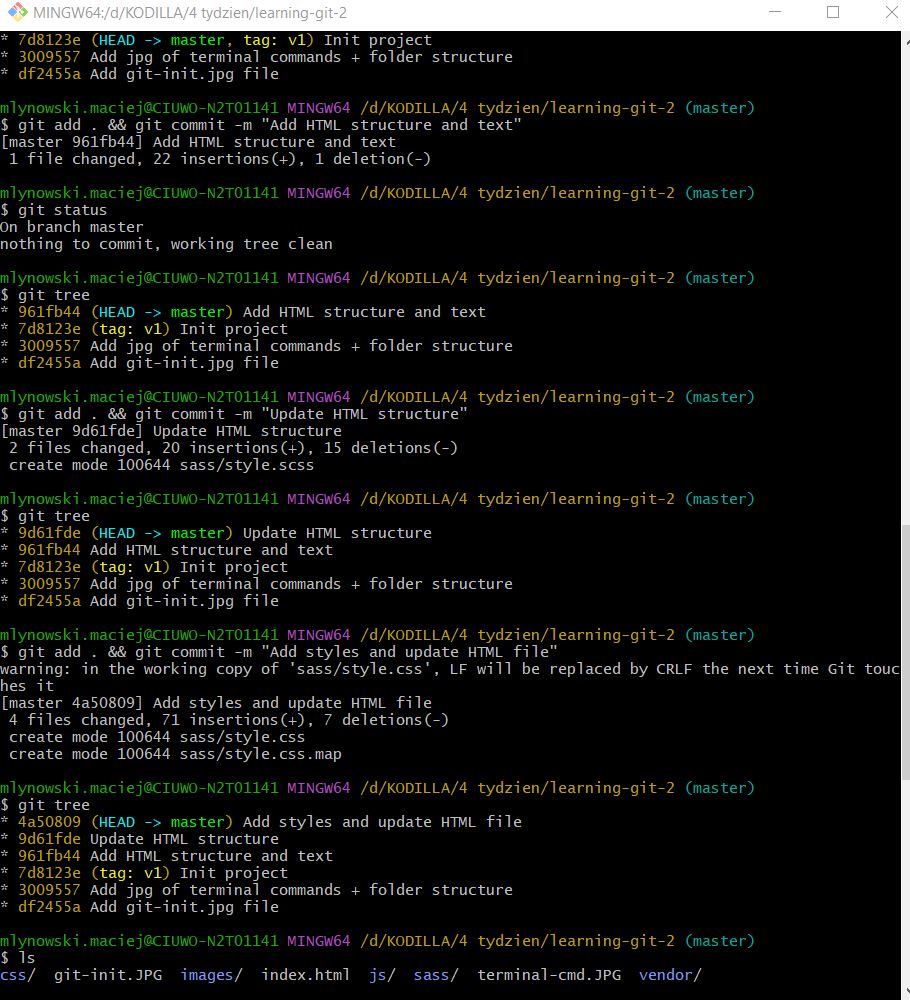 MINGW64:/d/KODILLA/4 tydzien/learning-git-2
* 7d8123e (HEAD -> master, tag: v1) Init project
* 3009557 Add jpg of terminal commands + folder structure
* df2455a Add git-init.jpg file
mlynowski.maciej@CIUWO-N2T01141 MINGW64 /d/KODILLA/4 tydzien/learning-git-2 (master)
$ git add . && git commit -m "Add HTML structure and text"
[master 961fb44] Add HTML structure and text
 1 file changed, 22 insertions(+), 1 deletion(-)
mlynowski.maciej@CIUWO-N2T01141 MINGW64 /d/KODILLA/4 tydzien/learning-git-2 (master)
$ git status
On branch master
nothing to commit, working tree clean
mlynowski.maciej@CIUWO-N2T01141 MINGW64 /d/KODILLA/4 tydzien/learning-git-2 (master)
$ git tree
* 961fb44 (HEAD -> master) Add HTML structure and text
* 7d8123e (tag: v1) Init project
* 3009557 Add jpg of terminal commands + folder structure
* df2455a Add git-init.jpg file
mlynowski.maciej@CIUWO-N2T01141 MINGW64 /d/KODILLA/4 tydzien/learning-git-2 (master)
$ git add . && git commit -m "Update HTML structure"
[master 9d61fde] Update HTML structure
 2 files changed, 20 insertions(+), 15 deletions(-)
 create mode 100644 sass/style.scss
mlynowski.maciej@CIUWO-N2T01141 MINGW64 /d/KODILLA/4 tydzien/learning-git-2 (master)
$ git tree
* 9d61fde (HEAD -> master) Update HTML structure
* 961fb44 Add HTML structure and text
* 7d8123e (tag: v1) Init project
* 3009557 Add jpg of terminal commands + folder structure
* df2455a Add git-init.jpg file
mlynowski.maciej@CIUWO-N2T01141 MINGW64 /d/KODILLA/4 tydzien/learning-git-2 (master)
$ git add . && git commit -m "Add styles and update HTML file"
warning: in the working copy of 'sass/style.css', LF will be replaced by CRLF the next time Git touc
hes it
[master 4a50809] Add styles and update HTML file
 4 files changed, 71 insertions(+), 7 deletions(-)
 create mode 100644 sass/style.css
 create mode 100644 sass/style.css.map
mlynowski.maciej@CIUWO-N2T01141 MINGW64 /d/KODILLA/4 tydzien/learning-git-2 (master)
$ git tree
* 4a50809 (HEAD -> master) Add styles and update HTML file
* 9d61fde Update HTML structure
* 961fb44 Add HTML structure and text
* 7d8123e (tag: v1) Init project
* 3009557 Add jpg of terminal commands + folder structure
* df2455a Add git-init.jpg file
mlynowski.maciej@CIUWO-N2T01141 MINGW64 /d/KODILLA/4 tydzien/learning-git-2 (master)
$ ls
css/  git-init.JPG  images/  index.html  js/  sass/  terminal-cmd.JPG  vendor/